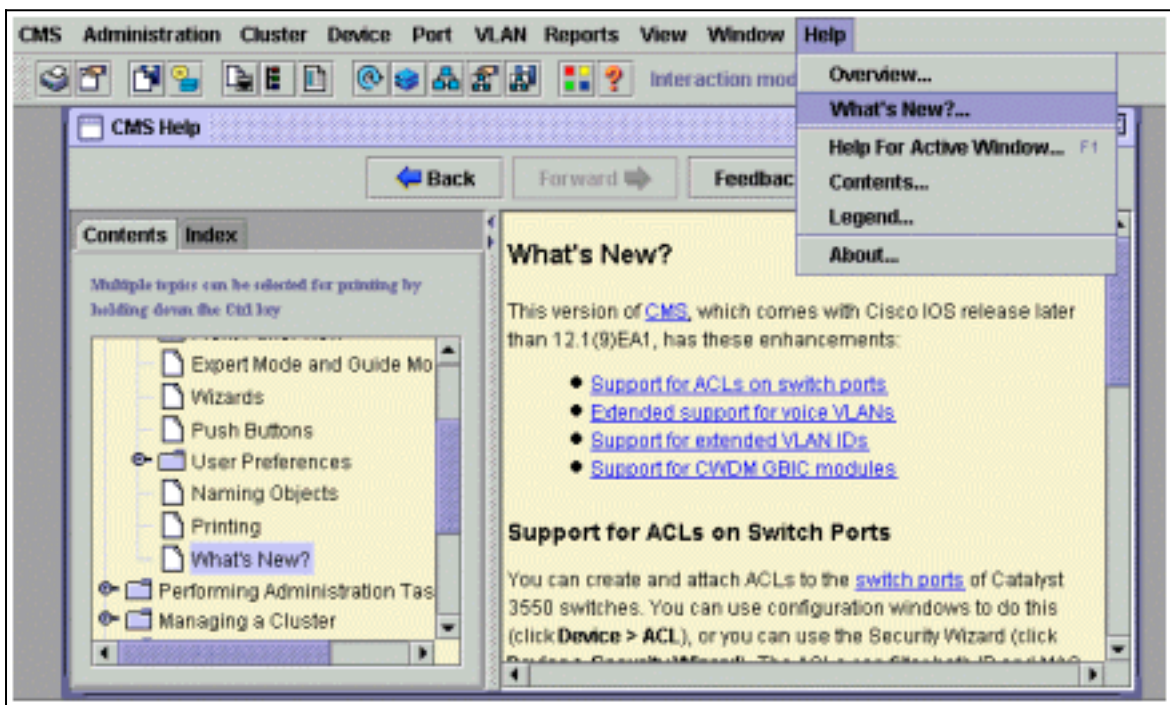 CMS Administration Cluster Device Port VLAN Reports View Window Help
Interaction mod
Overview...
What's New?...
Help For Active Window... F1
Contents...
Legend...
About...
CMS Help
Back Forward Feedbac
Contents Index
Multiple topics can be selected for printing by
holding down the Ctrl key
Expert Mode and Guide Mo
Wizards
Push Buttons
User Preferences
Naming Objects
Printing
What's New?
Performing Administration Tas
Managing a Cluster
What's New?
This version of CMS, which comes with Cisco IOS release later
than 12.1(9)EA1, has these enhancements:
Support for ACLs on switch ports
Extended support for voice VLANs
Support for extended VLAN IDs
Support for CWDM GBIC modules
Support for ACLs on Switch Ports
You can create and attach ACLs to the switch ports of Catalyst
3550 switches. You can use configuration windows to do this
(click Device > ACL), or you can use the Security Wizard (click